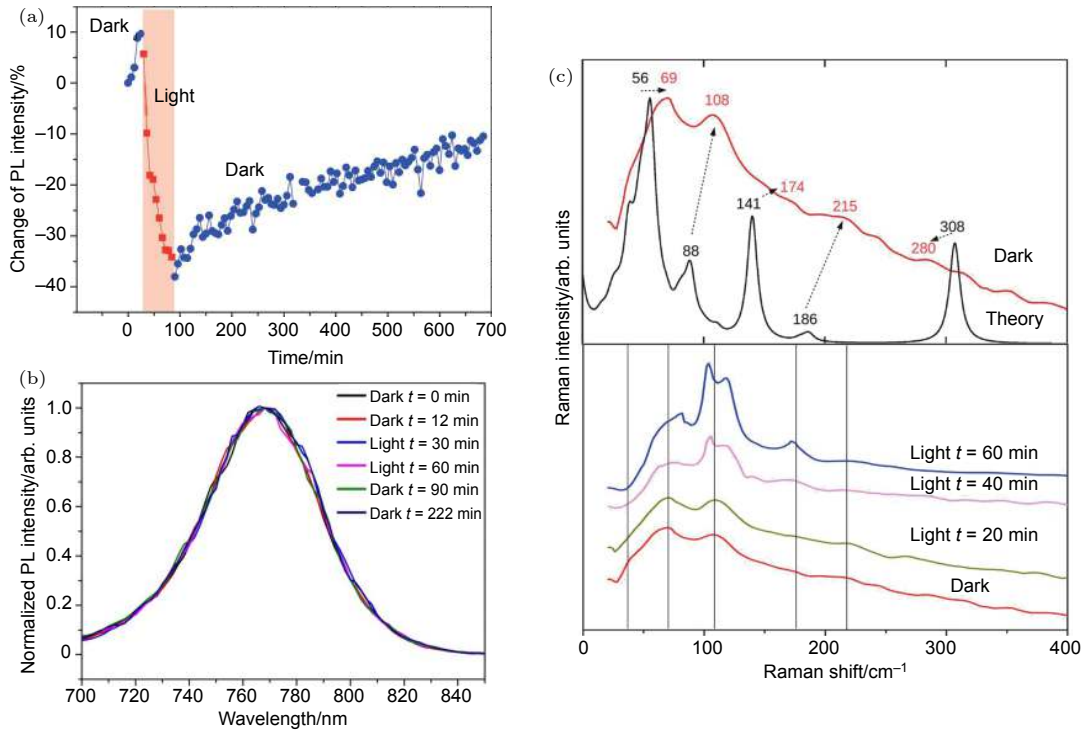 (a)
Change of PL intensity/%
10
0
−10
−20
−30
−40
Dark
Light
Dark
0 100 200 300 400 500 600 700
Time/min
(b)
Normalized PL intensity/arb. units
1.0
0.8
0.6
0.4
0.2
0
Dark t = 0 min
Dark t = 12 min
Light t = 30 min
Light t = 60 min
Dark t = 90 min
Dark t = 222 min
700 720 740 760 780 800 820 840
Wavelength/nm
(c)
Raman intensity/arb. units
56 69
108
174
141
215
308
280
88
186
Dark
Theory
Light t = 60 min
Light t = 40 min
Light t = 20 min
Dark
0 100 200 300 400
Raman shift/cm−1